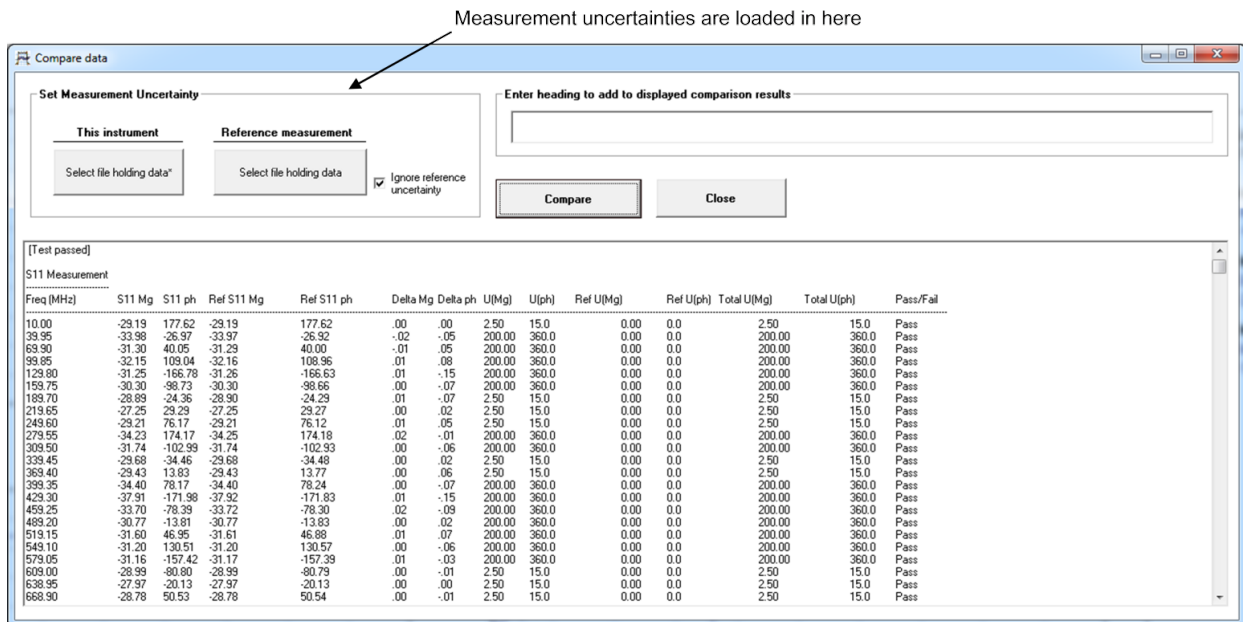 Measurement uncertainties are loaded in here
Compare data
Set Measurement Uncertainty
This instrument Reference measurement
Select file holding data* Select file holding data
Ignore reference
uncertainty
Enter heading to add to displayed comparison results
Compare Close
[Test passed]
S11 Measurement
Freq (MHz) S11 Mg S11 ph Ref S11 Mg Ref S11 ph Delta Mg Delta ph U(Mg) U(ph) Ref U(Mg) Ref U(ph) Total U(Mg) Total U(ph) Pass/Fail
10.00 -29.19 177.62 -29.19 177.62 .00 .00 2.50 15.0 0.00 0.0 2.50 15.0 Pass
39.95 -33.98 -26.97 -33.97 -26.92 -.02 -.05 200.00 360.0 0.00 0.0 200.00 360.0 Pass
69.90 -31.30 40.05 -31.29 40.00 -.01 .05 200.00 360.0 0.00 0.0 200.00 360.0 Pass
99.85 -32.15 109.04 -32.16 108.96 .01 .08 200.00 360.0 0.00 0.0 200.00 360.0 Pass
129.80 -31.25 -166.78 -31.26 -166.63 .01 -.15 200.00 360.0 0.00 0.0 200.00 360.0 Pass
159.75 -30.30 -98.73 -30.30 -98.66 .00 -.07 200.00 360.0 0.00 0.0 200.00 360.0 Pass
189.70 -28.89 -24.36 -28.90 -24.29 .01 -.07 2.50 15.0 0.00 0.0 2.50 15.0 Pass
219.65 -27.25 29.29 -27.25 29.27 .00 .02 2.50 15.0 0.00 0.0 2.50 15.0 Pass
249.60 -29.21 76.17 -29.21 76.12 .01 .05 2.50 15.0 0.00 0.0 2.50 15.0 Pass
279.55 -34.23 174.17 -34.25 174.18 .02 -.01 200.00 360.0 0.00 0.0 200.00 360.0 Pass
309.50 -31.74 -102.99 -31.74 -102.93 .00 -.06 200.00 360.0 0.00 0.0 200.00 360.0 Pass
339.45 -29.68 -34.46 -29.68 -34.48 .00 .02 2.50 15.0 0.00 0.0 2.50 15.0 Pass
369.40 -29.43 13.83 -29.43 13.77 .00 .06 2.50 15.0 0.00 0.0 2.50 15.0 Pass
399.35 -34.40 78.17 -34.40 78.24 .00 -.07 200.00 360.0 0.00 0.0 200.00 360.0 Pass
429.30 -37.91 -171.98 -37.92 -171.83 .01 -.15 200.00 360.0 0.00 0.0 200.00 360.0 Pass
459.25 -33.70 -78.39 -33.72 -78.30 .02 -.09 200.00 360.0 0.00 0.0 200.00 360.0 Pass
489.20 -30.77 -13.81 -30.77 -13.83 .00 .02 200.00 360.0 0.00 0.0 200.00 360.0 Pass
519.15 -31.60 46.95 -31.61 46.88 .01 .07 200.00 360.0 0.00 0.0 200.00 360.0 Pass
549.10 -31.20 130.51 -31.20 130.57 .00 -.06 200.00 360.0 0.00 0.0 200.00 360.0 Pass
579.05 -31.16 -157.42 -31.17 -157.39 .01 -.03 200.00 360.0 0.00 0.0 200.00 360.0 Pass
609.00 -28.99 -80.80 -28.99 -80.79 .00 -.01 2.50 15.0 0.00 0.0 2.50 15.0 Pass
638.95 -27.97 -20.13 -27.97 -20.13 .00 .00 2.50 15.0 0.00 0.0 2.50 15.0 Pass
668.90 -28.78 50.53 -28.78 50.54 .00 -.01 2.50 15.0 0.00 0.0 2.50 15.0 Pass